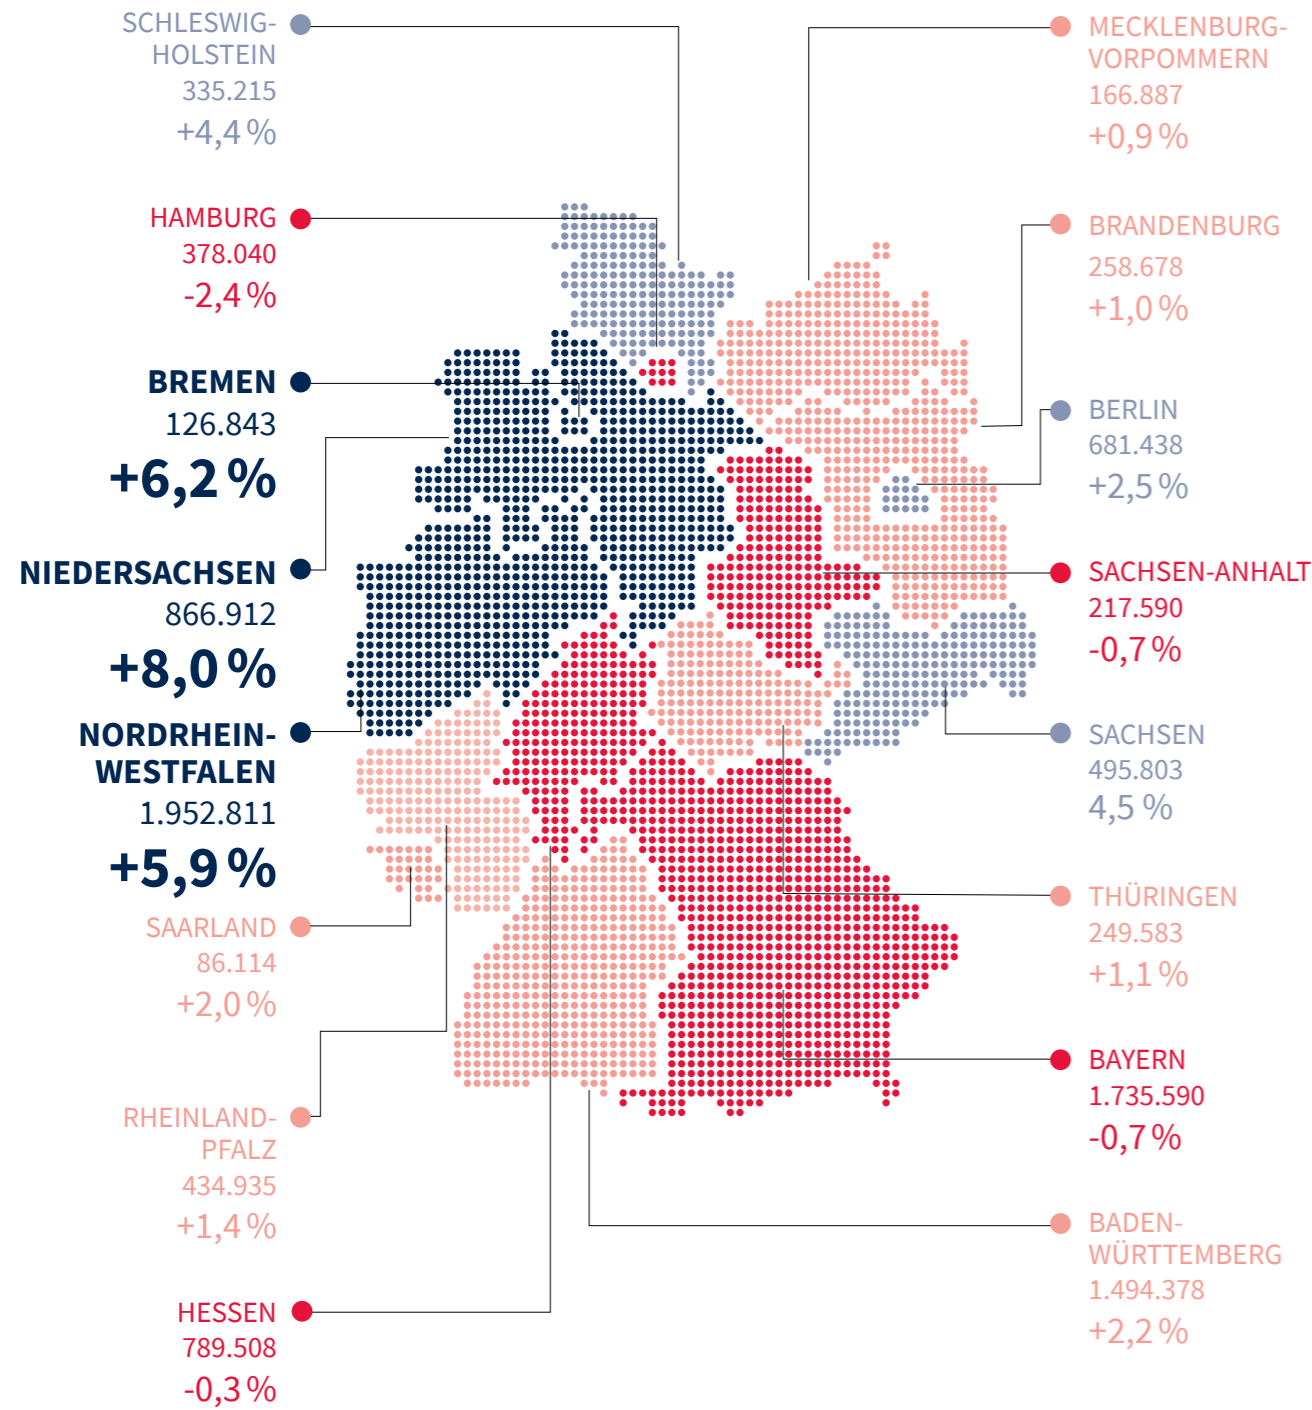 SCHLESWIG-
HOLSTEIN
335.215
+4,4 %
HAMBURG
378.040
-2,4 %
BREMEN
126.843
+6,2 %
NIEDERSACHSEN
866.912
+8,0 %
NORDRHEIN-
WESTFALEN
1.952.811
+5,9 %
SAARLAND
86.114
+2,0 %
RHEINLAND-
PFALZ
434.935
+1,4 %
HESSEN
789.508
-0,3 %
MECKLENBURG-
VORPOMMERN
166.887
+0,9 %
BRANDENBURG
258.678
+1,0 %
BERLIN
681.438
+2,5 %
SACHSEN-ANHALT
217.590
-0,7 %
SACHSEN
495.803
4,5 %
THÜRINGEN
249.583
+1,1 %
BAYERN
1.735.590
-0,7 %
BADEN-
WÜRTTEMBERG
1.494.378
+2,2 %